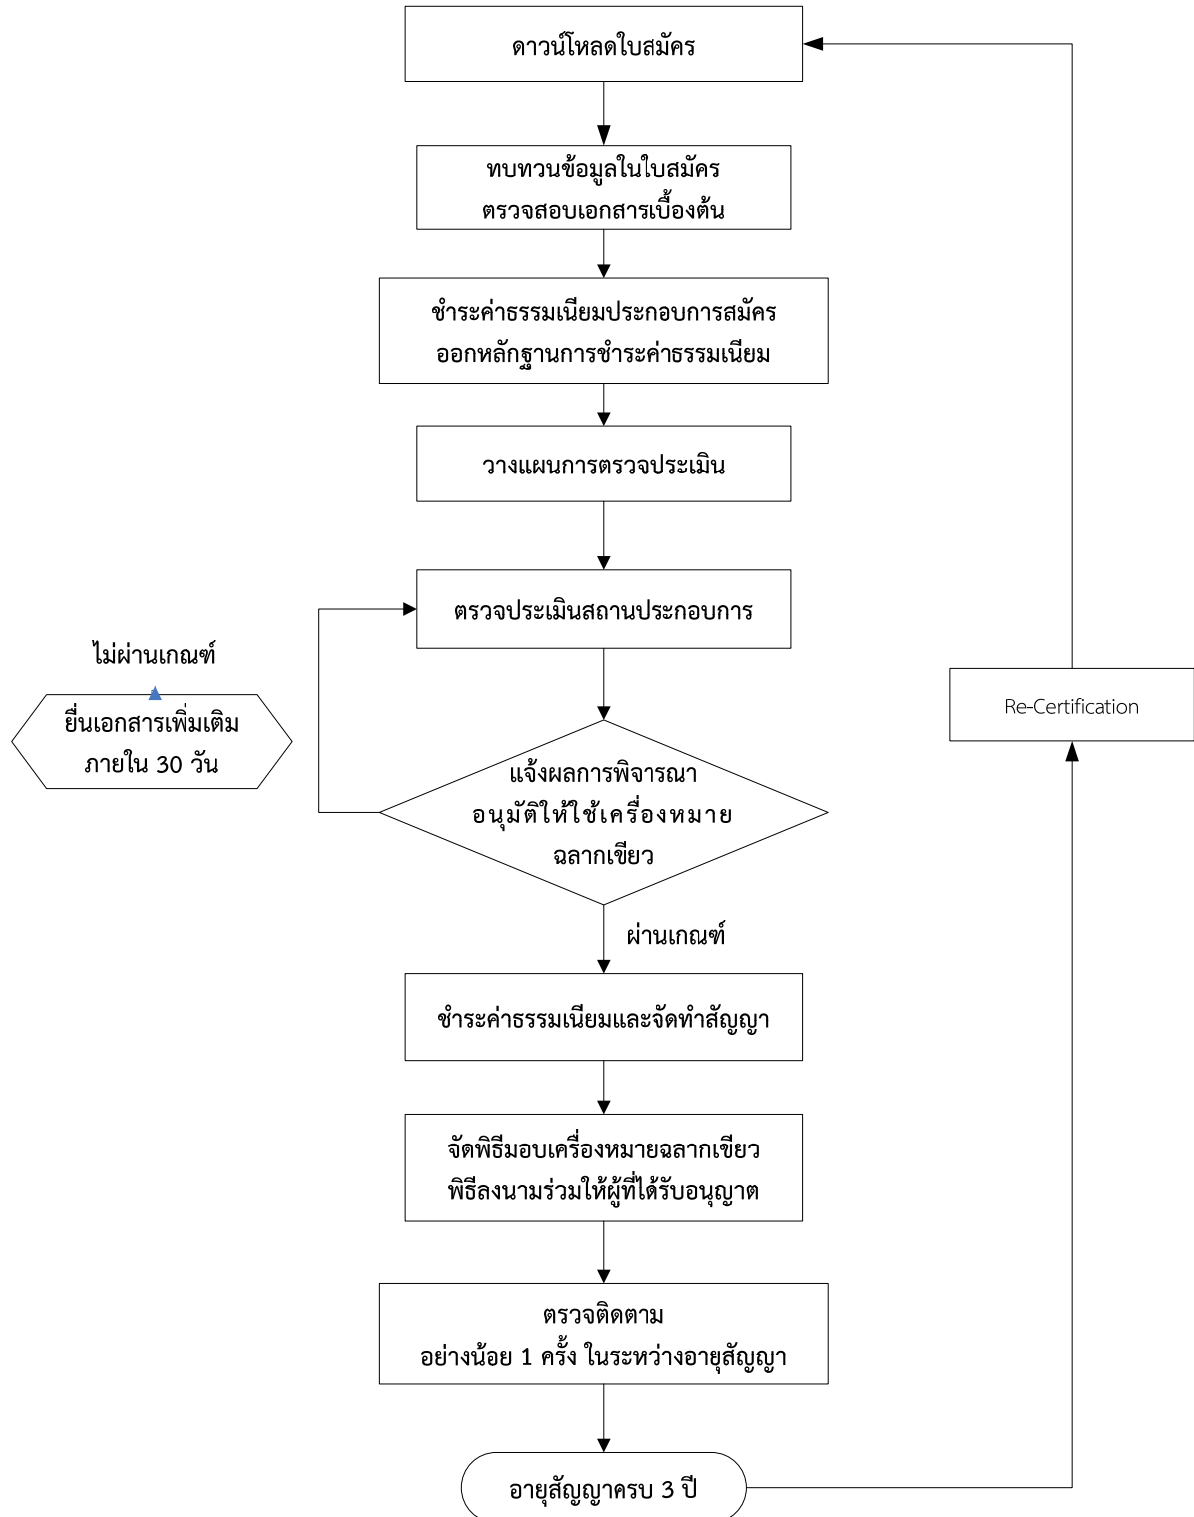 ดาวน์โหลดใบสมัคร
ทบทวนข้อมูลในใบสมัคร
ตรวจสอบเอกสารเบื้องต้น
ชำระค่าธรรมเนียมประกอบการสมัคร
ออกหลักฐานการชำระค่าธรรมเนียม
วางแผนการตรวจประเมิน
ตรวจประเมินสถานประกอบการ
ไม่ผ่านเกณฑ์
ยื่นเอกสารเพิ่มเติม
ภายใน 30 วัน
Re-Certification
แจ้งผลการพิจารณา
อนุมัติให้ใช้เครื่องหมาย
ฉลากเขียว
ผ่านเกณฑ์
ชำระค่าธรรมเนียมและจัดทำสัญญา
จัดพิธีมอบเครื่องหมายฉลากเขียว
พิธีลงนามร่วมให้ผู้ที่ได้รับอนุญาต
ตรวจติดตาม
อย่างน้อย 1 ครั้ง ในระหว่างอายุสัญญา
อายุสัญญาครบ 3 ปี